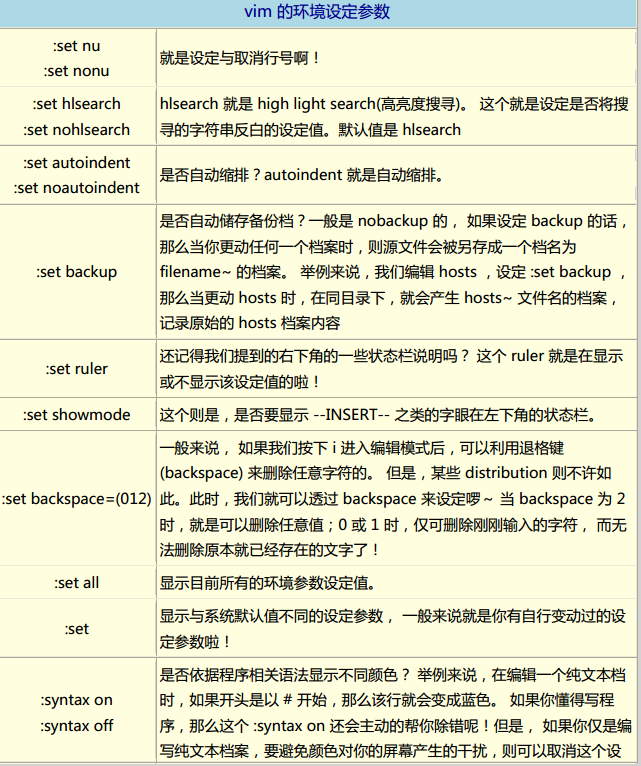 vim 的环境设定参数
:set nu
:set nonu
就是设定与取消行号啊！
:set hlsearch
:set nohlsearch
hlsearch 就是 high light search(高亮度搜寻)。 这个就是设定是否将搜
寻的字符串反白的设定值。默认值是 hlsearch
:set autoindent
:set noautoindent
是否自动缩排？autoindent 就是自动缩排。
:set backup
是否自动储存备份档？一般是 nobackup 的， 如果设定 backup 的话，
那么当你更动任何一个档案时，则源文件会被另存成一个档名为
filename~ 的档案。 举例来说，我们编辑 hosts ，设定 :set backup ，
那么当更动 hosts 时，在同目录下，就会产生 hosts~ 文件名的档案，
记录原始的 hosts 档案内容
:set ruler
还记得我们提到的右下角的一些状态栏说明吗？ 这个 ruler 就是在显示
或不显示该设定值的啦！
:set showmode
这个则是，是否要显示 --INSERT-- 之类的字眼在左下角的状态栏。
:set backspace=(012)
一般来说， 如果我们按下 i 进入编辑模式后，可以利用退格键
(backspace) 来删除任意字符的。 但是，某些 distribution 则不许如
此。此时，我们就可以透过 backspace 来设定啰～ 当 backspace 为 2
时，就是可以删除任意值；0 或 1 时，仅可删除刚刚输入的字符， 而无
法删除原本就已经存在的文字了！
:set all
显示目前所有的环境参数设定值。
:set
显示与系统默认值不同的设定参数， 一般来说就是你有自行变动过的设
定参数啦！
:syntax on
:syntax off
是否依据程序相关语法显示不同颜色？ 举例来说，在编辑一个纯文本档
时，如果开头是以 # 开始，那么该行就会变成蓝色。 如果你懂得写程
序，那么这个 :syntax on 还会主动的帮你除错呢！但是， 如果你仅是编
写纯文本档案，要避免颜色对你的屏幕产生的干扰，则可以取消这个设